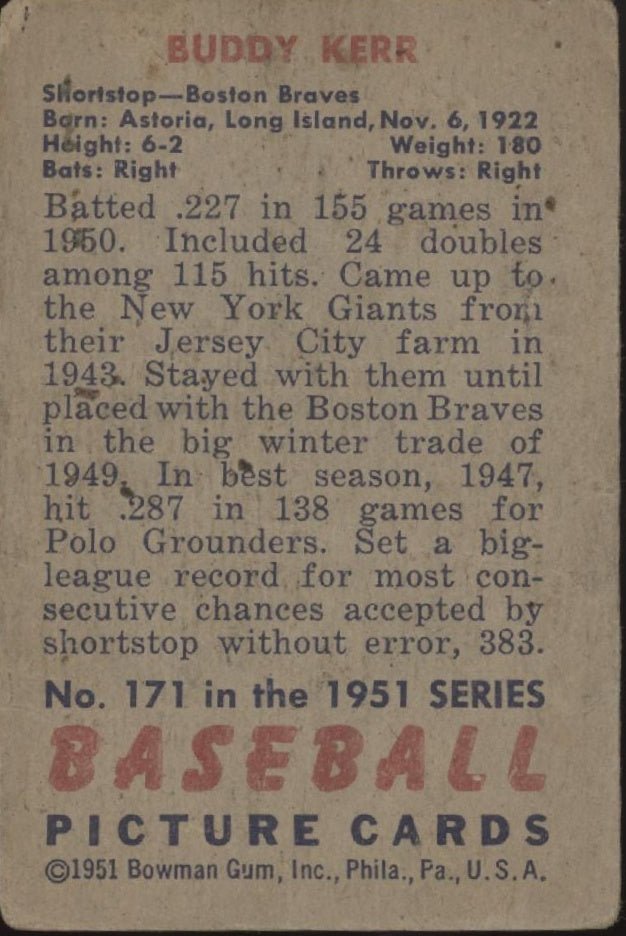 BUDDY KERR
Shortstop—Boston Braves
Born: Astoria, Long Island, Nov. 6, 1922
Height: 6-2 Weight: 180
Bats: Right Throws: Right
Batted .227 in 155 games in
1950. Included 24 doubles
among 115 hits. Came up to
the New York Giants from
their Jersey City farm in
1943. Stayed with them until
placed with the Boston Braves
in the big winter trade of
1949. In best season, 1947,
hit .287 in 138 games for
Polo Grounders. Set a big-
league record for most con-
secutive chances accepted by
shortstop without error, 383.
No. 171 in the 1951 SERIES
BASEBALL
PICTURE CARDS
©1951 Bowman Gum, Inc., Phila., Pa., U.S.A.